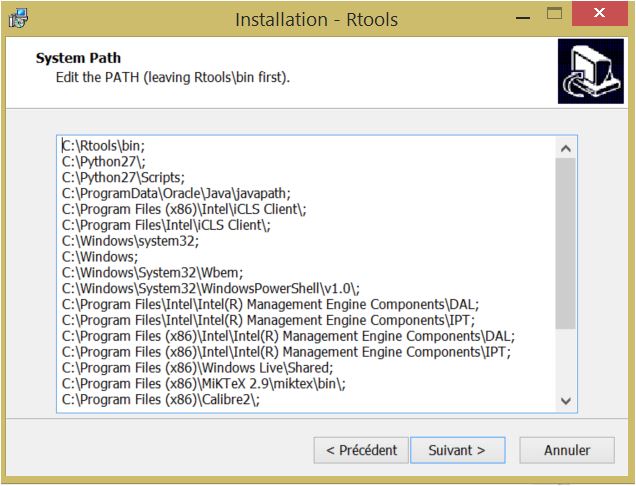 Installation - Rtools
System Path
Edit the PATH (leaving Rtools\bin first).
C:\Rtools\bin;
C:\Python27\;
C:\Python27\Scripts;
C:\ProgramData\Oracle\Java\javapath;
C:\Program Files (x86)\Intel\iCLS Client\;
C:\Program Files\Intel\iCLS Client\;
C:\Windows\system32;
C:\Windows;
C:\Windows\System32\Wbem;
C:\Windows\System32\WindowsPowerShell\v1.0\;
C:\Program Files\Intel\Intel(R) Management Engine Components\DAL;
C:\Program Files\Intel\Intel(R) Management Engine Components\IPT;
C:\Program Files (x86)\Intel\Intel(R) Management Engine Components\DAL;
C:\Program Files (x86)\Intel\Intel(R) Management Engine Components\IPT;
C:\Program Files (x86)\Windows Live\Shared;
C:\Program Files (x86)\MiKTeX 2.9\miktex\bin\;
C:\Program Files (x86)\Calibre2\;
< Précédent
Suivant >
Annuler